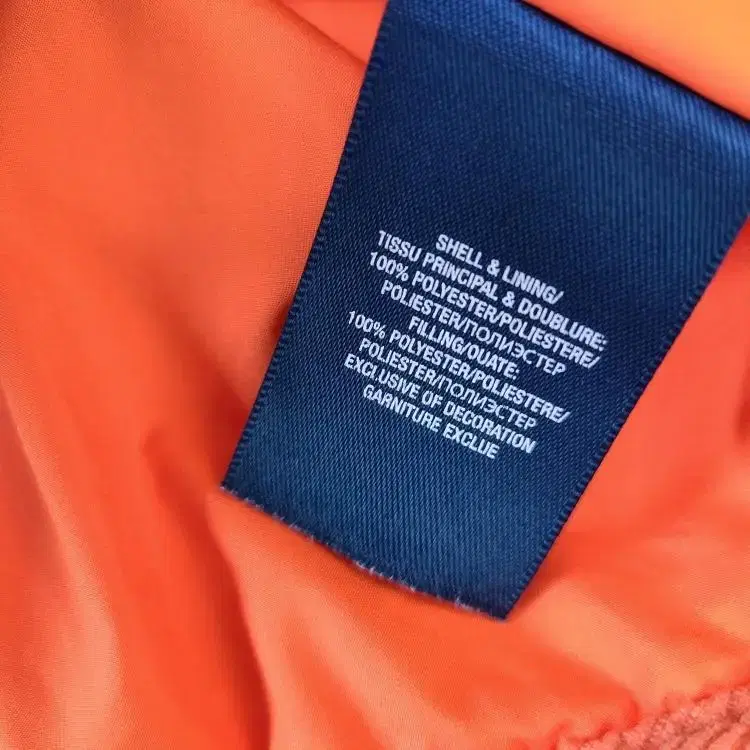 SHELL & LINING/
TISSU PRINCIPAL & DOUBLURE:
100% POLYESTER/POLIESTERE/
POLIESTER/ПОЛИЭСТЕР
FILLING/OUATE:
100% POLYESTER/POLIESTERE/
POLIESTER/ПОЛИЭСТЕР
EXCLUSIVE OF DECORATION
GARNITURE EXCLUE